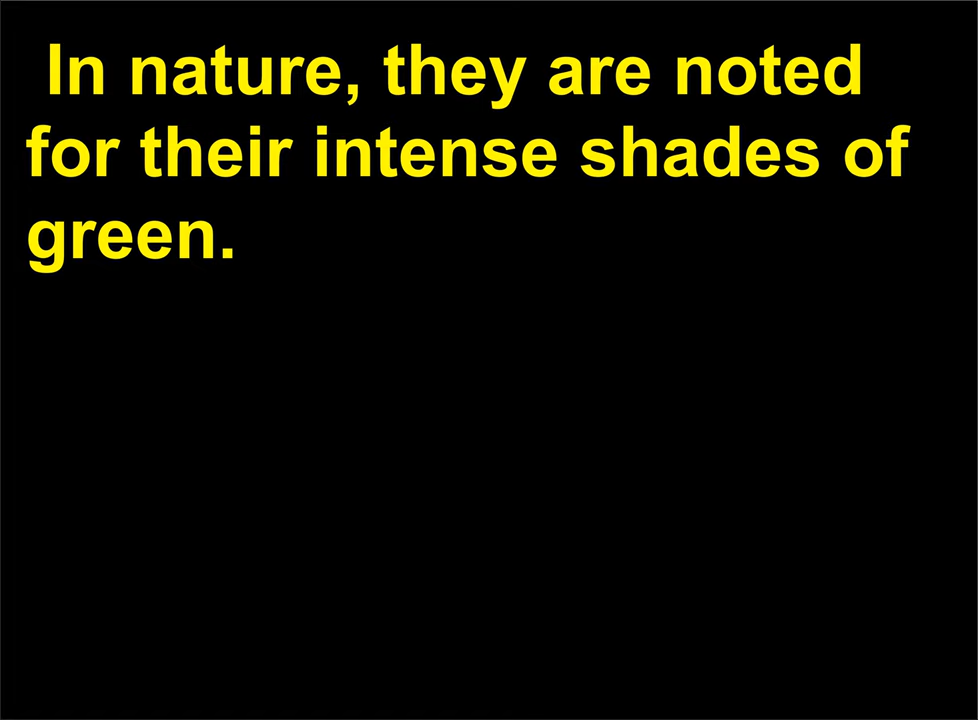 In nature, they are noted
for their intense shades of
green.